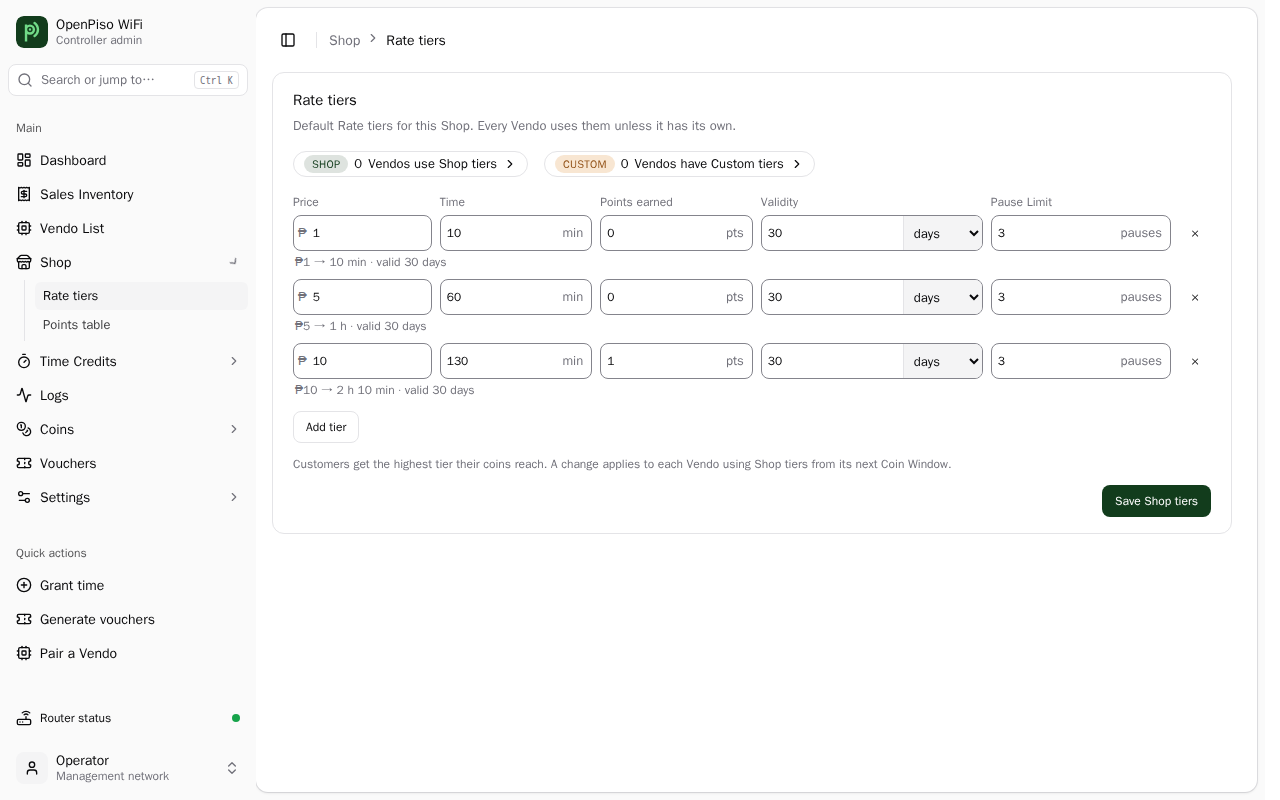 OpenPiso WiFi
Controller admin
Search or jump to··· Ctrl K
Main
Dashboard
Sales Inventory
Vendo List
Shop
Rate tiers
Points table
Time Credits
Logs
Coins
Vouchers
Settings
Quick actions
Grant time
Generate vouchers
Pair a Vendo
Router status
Operator
Management network
Shop > Rate tiers
Rate tiers
Default Rate tiers for this Shop. Every Vendo uses them unless it has its own.
SHOP 0 Vendos use Shop tiers CUSTOM 0 Vendos have Custom tiers
Price Time Points earned Validity Pause Limit
₱ 1 10 min 0 pts 30 days 3 pauses ×
₱1 → 10 min · valid 30 days
₱ 5 60 min 0 pts 30 days 3 pauses ×
₱5 → 1 h · valid 30 days
₱ 10 130 min 1 pts 30 days 3 pauses ×
₱10 → 2 h 10 min · valid 30 days
Add tier
Customers get the highest tier their coins reach. A change applies to each Vendo using Shop tiers from its next Coin Window.
Save Shop tiers